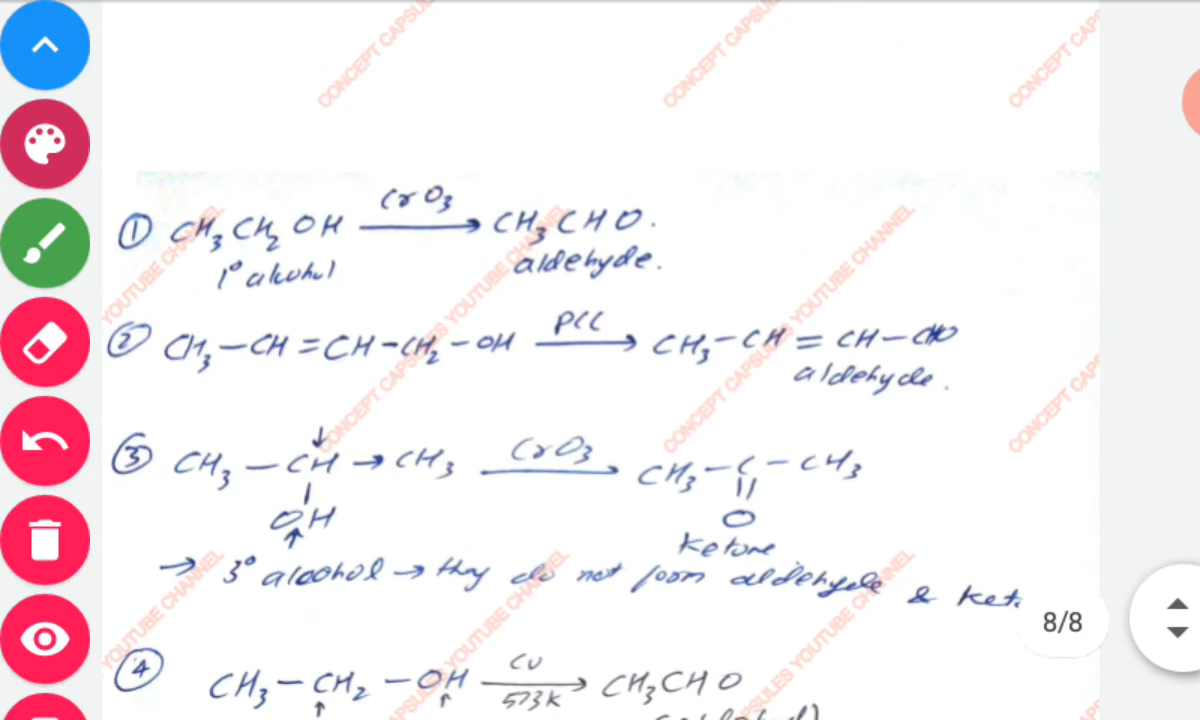 ① CH₃CH₂OH —CrO₃→ CH₃CHO.
1° alcohol aldehyde.
② CH₃-CH=CH-CH₂-OH —PCC→ CH₃-CH=CH-CHO
aldehyde.
③ CH₃-CH→CH₃ —CrO₃→ CH₃-C-CH₃
OH O
Ketone
→ 3° alcohol → they do not form aldehyde & ket.
8/8
④ CH₃-CH₂-OH —Cu 573K→ CH₃CHO
CONCEPT CAPSULES YOUTUBE CHANNEL